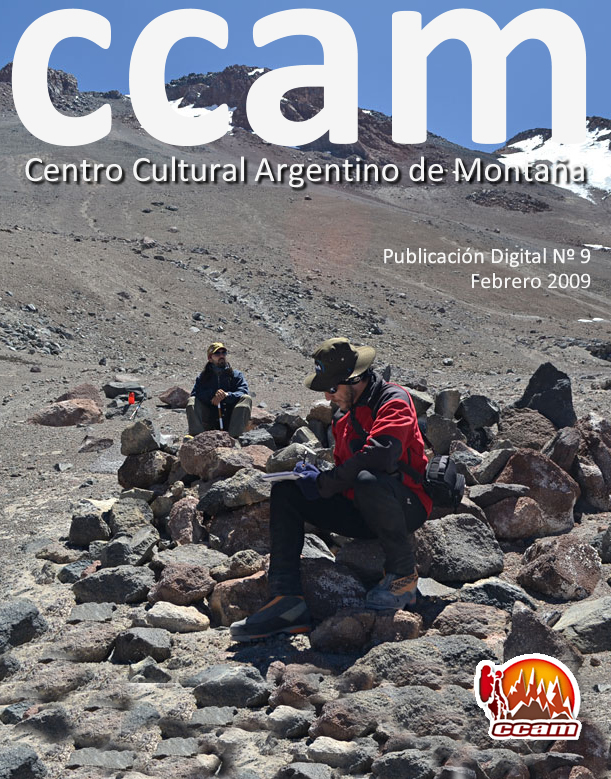 ccam
Centro Cultural Argentino de Montaña
Publicación Digital Nº 9
Febrero 2009
ccam